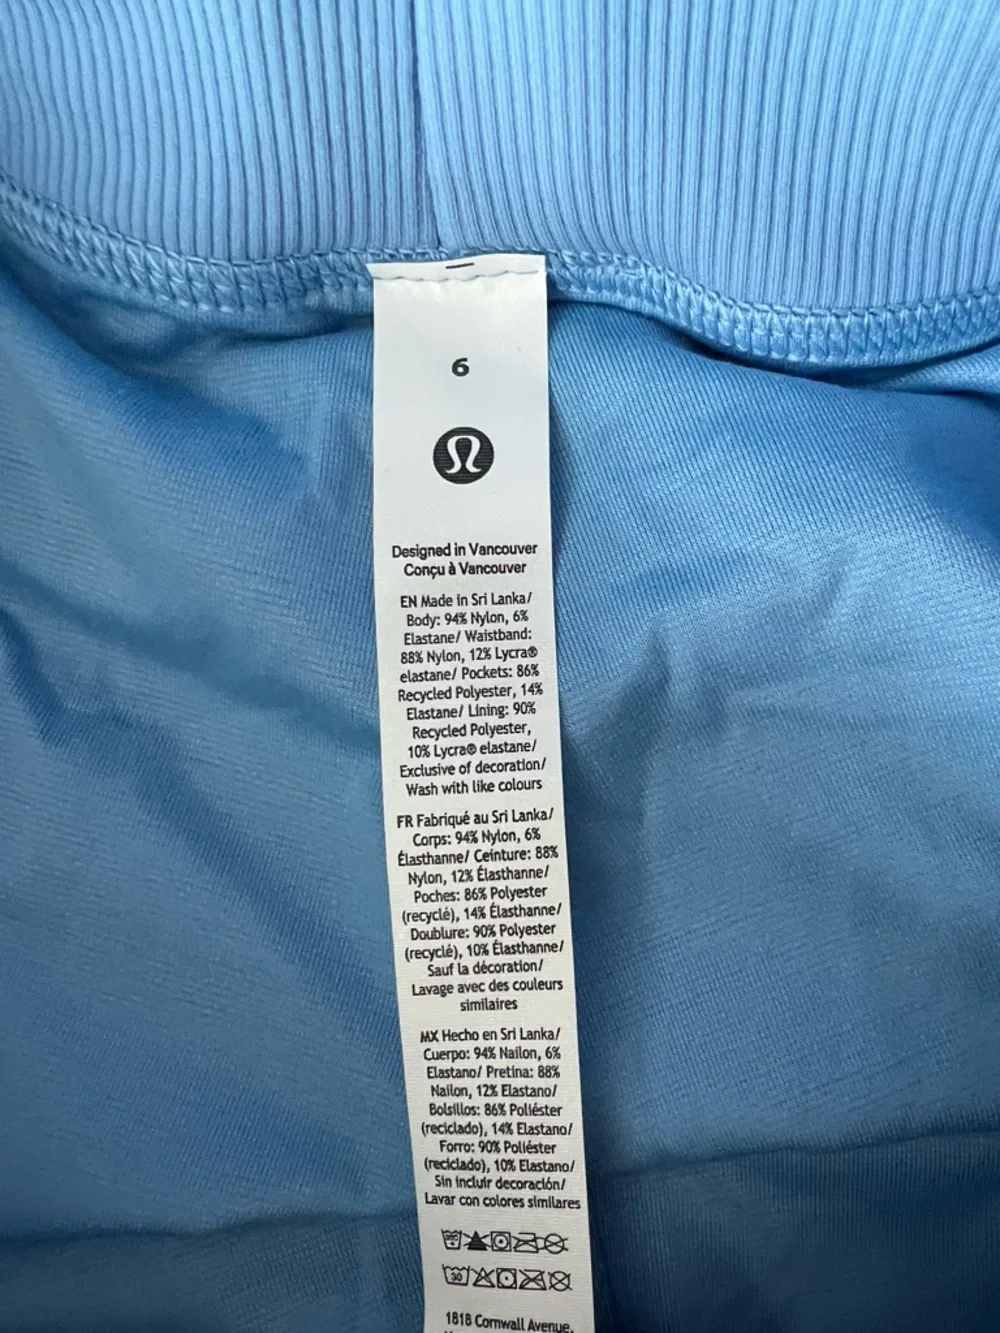 6
Designed in Vancouver
Conçu à Vancouver
EN Made in Sri Lanka/
Body: 94% Nylon, 6%
Elastane/ Waistband:
88% Nylon, 12% Lycra®
elastane/ Pockets: 86%
Recycled Polyester, 14%
Elastane/ Lining: 90%
Recycled Polyester,
10% Lycra® elastane/
Exclusive of decoration/
Wash with like colours
FR Fabriqué au Sri Lanka/
Corps: 94% Nylon, 6%
Élasthanne/ Ceinture: 88%
Nylon, 12% Élasthanne/
Poches: 86% Polyester
(recyclé), 14% Élasthanne/
Doublure: 90% Polyester
(recyclé), 10% Élasthanne/
Sauf la décoration/
Lavage avec des couleurs
similaires
MX Hecho en Sri Lanka/
Cuerpo: 94% Nailon, 6%
Elastano/ Pretina: 88%
Nailon, 12% Elastano/
Bolsillos: 86% Poliéster
(reciclado), 14% Elastano/
Forro: 90% Poliéster
(reciclado), 10% Elastano/
Sin incluir decoración/
Lavar con colores similares
30
1818 Cornwall Avenue,